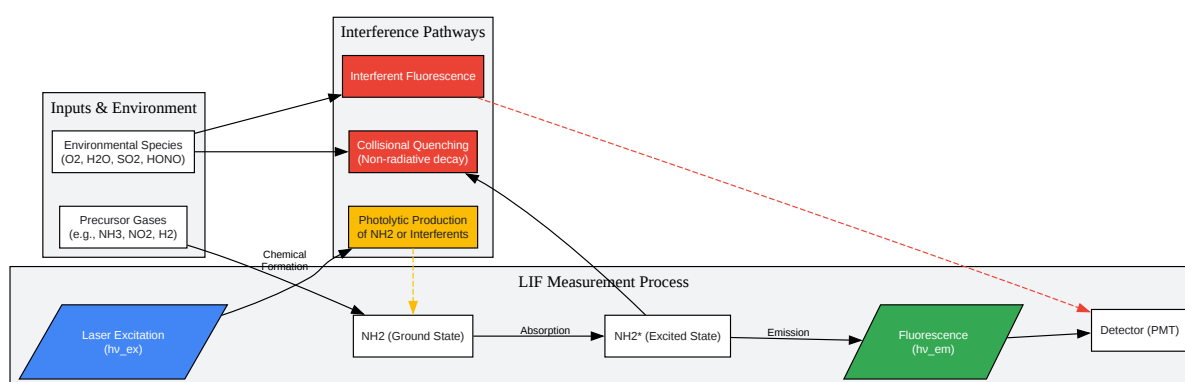 Interference Pathways
Interferent Fluorescence
Inputs & Environment
Environmental Species
(O2, H2O, SO2, HONO)
Collisional Quenching
(Non-radiative decay)
Precursor Gases
(e.g., NH3, NO2, H2)
Photolytic Production
of NH2 or Interferents
Chemical
Formation
LIF Measurement Process
Laser Excitation
(hν_ex)
NH2 (Ground State)
Absorption
NH2* (Excited State)
Emission
Fluorescence
(hν_em)
Detector (PMT)